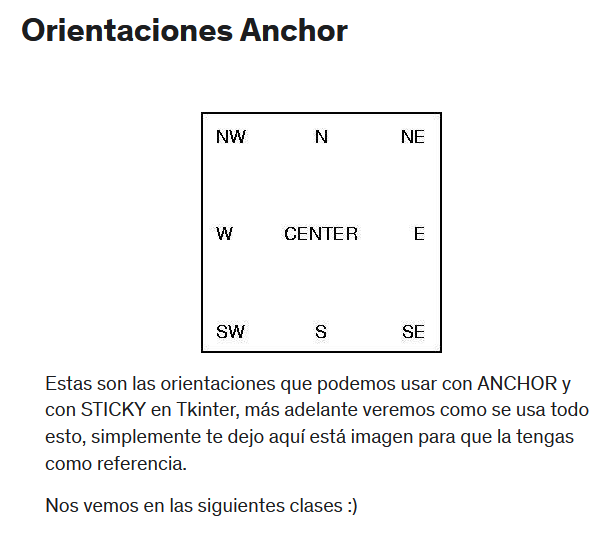 Orientaciones Anchor
NW N NE
W CENTER E
SW S SE
Estas son las orientaciones que podemos usar con ANCHOR y
con STICKY en Tkinter, más adelante veremos como se usa todo
esto, simplemente te dejo aquí está imagen para que la tengas
como referencia.
Nos vemos en las siguientes clases :)